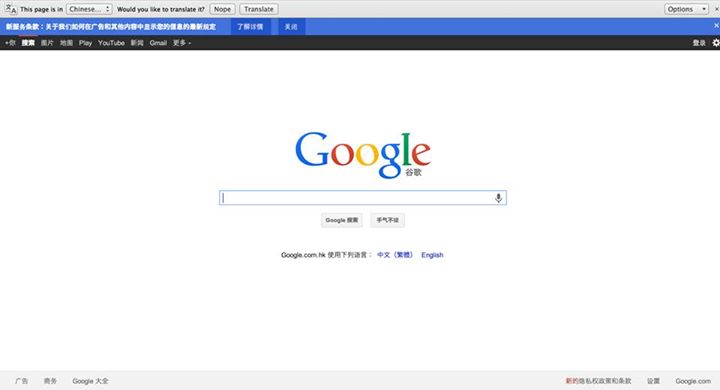 This page is in Chinese... Would you like to translate it? Nope Translate Options
新服务条款：关于我们如何在广告和其他内容中显示您的信息的最新规定 了解详情 关闭
+你 搜索 图片 地图 Play YouTube 新闻 Gmail 更多 登录
Google
谷歌
Google 搜索 手气不错
Google.com.hk 使用下列语言： 中文（繁體） English
广告 商务 Google 大全 新的隐私权政策和条款 设置 Google.com